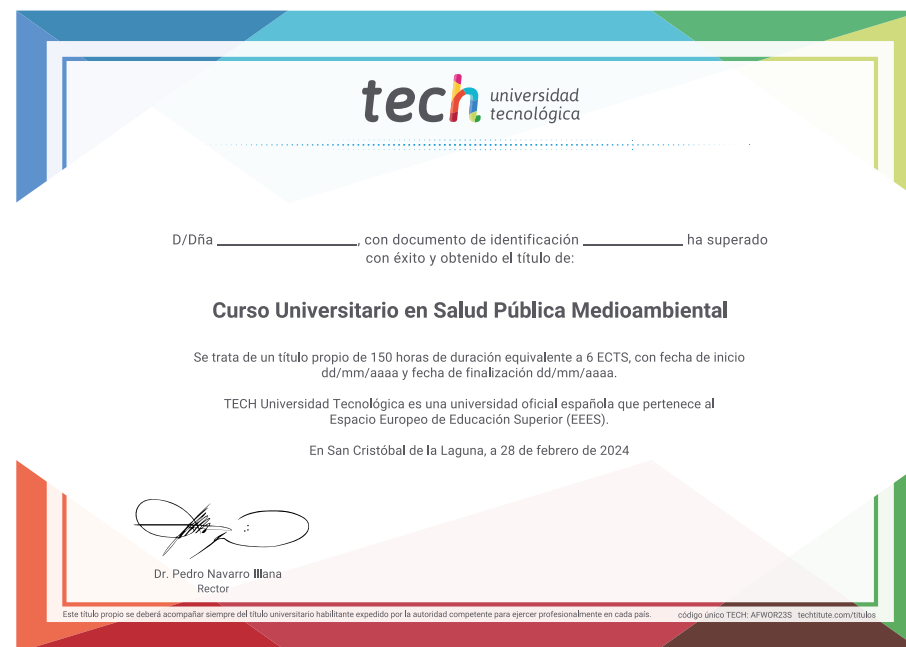 tech universidad
tecnológica
D/Dña ____________________, con documento de identificación ______________ ha superado
con éxito y obtenido el título de:
Curso Universitario en Salud Pública Medioambiental
Se trata de un título propio de 150 horas de duración equivalente a 6 ECTS, con fecha de inicio
dd/mm/aaaa y fecha de finalización dd/mm/aaaa.
TECH Universidad Tecnológica es una universidad oficial española que pertenece al
Espacio Europeo de Educación Superior (EEES).
En San Cristóbal de la Laguna, a 28 de febrero de 2024
Dr. Pedro Navarro Illana
Rector
Este título propio se deberá acompañar siempre del título universitario habilitante expedido por la autoridad competente para ejercer profesionalmente en cada país. código único TECH: AFWOR23S techtitute.com/titulos